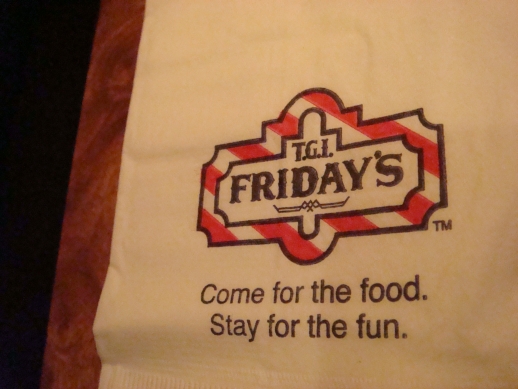 T.G.I.
FRIDAY'S
TM
Come for the food.
Stay for the fun.